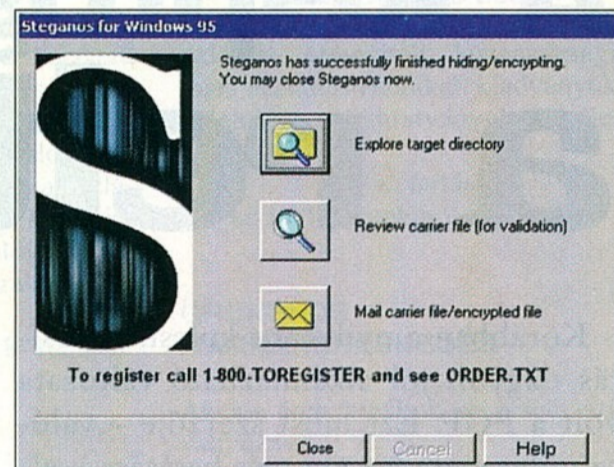 Steganos for Windows 95
Steganos has successfully finished hiding/encrypting.
You may close Steganos now.
Explore target directory
Review carrier file (for validation)
Mail carrier file/encrypted file
To register call 1-800-TOREGISTER and see ORDER.TXT
Close
Cancel
Help